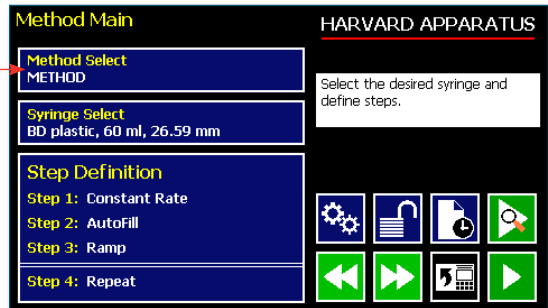 Method Main
HARVARD APPARATUS
Method Select
METHOD
Select the desired syringe and
define steps.
Syringe Select
BD plastic, 60 ml, 26.59 mm
Step Definition
Step 1: Constant Rate
Step 2: AutoFill
Step 3: Ramp
Step 4: Repeat